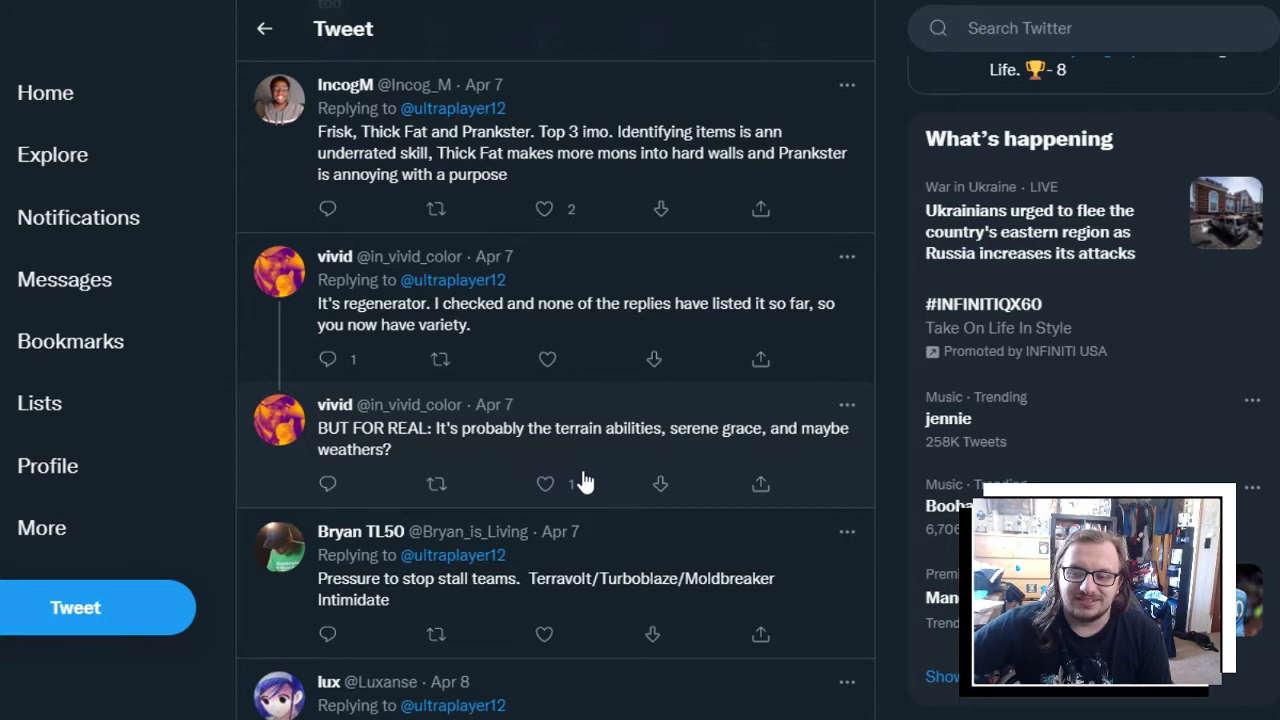 too
Tweet
Search Twitter
Home
Explore
Notifications
Messages
Bookmarks
Lists
Profile
More
Tweet
IncogM @Incog_M · Apr 7
Replying to @ultraplayer12
Frisk, Thick Fat and Prankster. Top 3 imo. Identifying items is ann
underrated skill, Thick Fat makes more mons into hard walls and Prankster
is annoying with a purpose
2
vivid @in_vivid_color · Apr 7
Replying to @ultraplayer12
It's regenerator. I checked and none of the replies have listed it so far, so
you now have variety.
1
vivid @in_vivid_color · Apr 7
BUT FOR REAL: It's probably the terrain abilities, serene grace, and maybe
weathers?
1
Bryan TL50 @Bryan_is_Living · Apr 7
Replying to @ultraplayer12
Pressure to stop stall teams. Terravolt/Turboblaze/Moldbreaker
Intimidate
lux @Luxanse · Apr 8
Replying to @ultraplayer12
Life. 🏆- 8
What's happening
War in Ukraine · LIVE
Ukrainians urged to flee the
country's eastern region as
Russia increases its attacks
#INFINITIQX60
Take On Life In Style
Promoted by INFINITI USA
Music · Trending
jennie
258K Tweets
Music · Trending